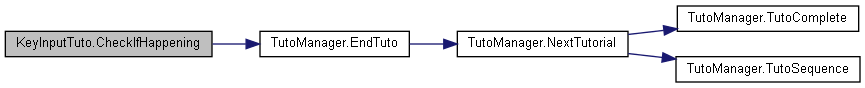 KeyInputTuto.CheckIfHappening
TutoManager.EndTuto
TutoManager.NextTutorial
TutoManager.TutoComplete
TutoManager.TutoSequence